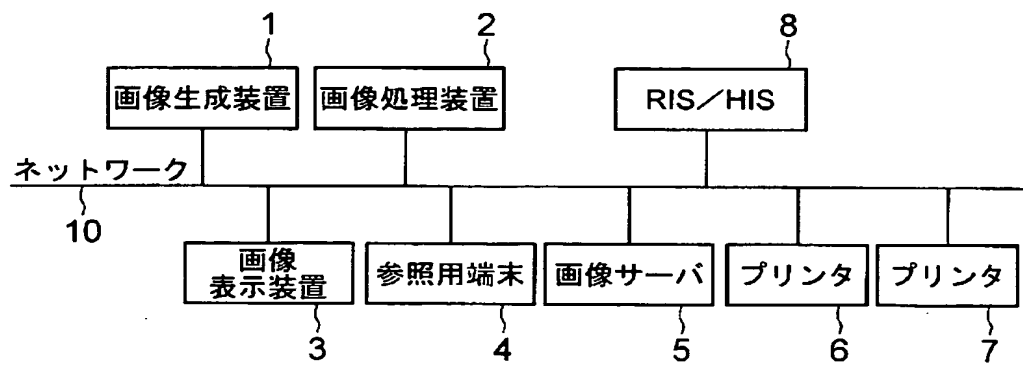 1
2
8
画像生成装置
画像処理装置
RIS／HIS
ネットワーク
10
画像
表示装置
参照用端末
画像サーバ
プリンタ
プリンタ
3
4
5
6
7